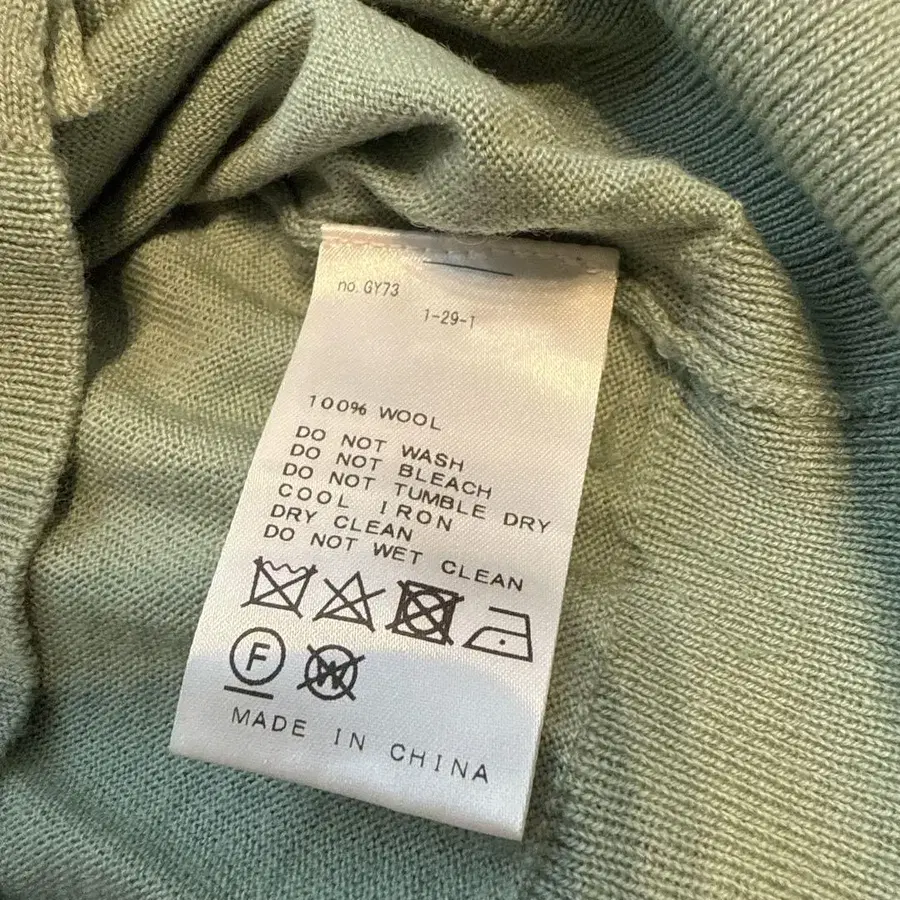 no. GY73
1-29-1
100% WOOL
DO NOT WASH
DO NOT BLEACH
DO NOT TUMBLE DRY
COOL IRON
DRY CLEAN
DO NOT WET CLEAN
F W
MADE IN CHINA